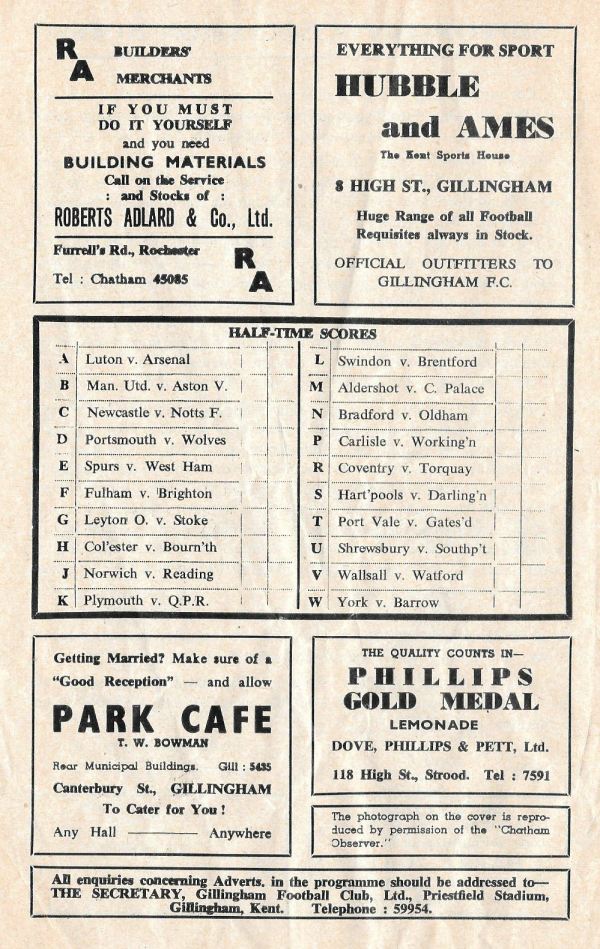 R A BUILDERS'
MERCHANTS
IF YOU MUST
DO IT YOURSELF
and you need
BUILDING MATERIALS
Call on the Service
: and Stocks of :
ROBERTS ADLARD & Co., Ltd.
Furrell's Rd., Rochester
Tel : Chatham 45085
R A
EVERYTHING FOR SPORT
HUBBLE
and AMES
The Kent Sports House
8 HIGH ST., GILLINGHAM
Huge Range of all Football
Requisites always in Stock.
OFFICIAL OUTFITTERS TO
GILLINGHAM F.C.
HALF-TIME SCORES
A Luton v. Arsenal
B Man. Utd. v. Aston V.
C Newcastle v. Notts F.
D Portsmouth v. Wolves
E Spurs v. West Ham
F Fulham v. Brighton
G Leyton O. v. Stoke
H Col'ester v. Bourn'th
J Norwich v. Reading
K Plymouth v. Q.P.R.
L Swindon v. Brentford
M Aldershot v. C. Palace
N Bradford v. Oldham
P Carlisle v. Working'n
R Coventry v. Torquay
S Hart'pools v. Darling'n
T Port Vale v. Gates'd
U Shrewsbury v. Southp't
V Wallsall v. Watford
W York v. Barrow
Getting Married? Make sure of a
"Good Reception" — and allow
PARK CAFE
T. W. BOWMAN
Rear Municipal Buildings. Gill : 5435
Canterbury St., GILLINGHAM
To Cater for You !
Any Hall ——— Anywhere
THE QUALITY COUNTS IN—
PHILLIPS
GOLD MEDAL
LEMONADE
DOVE, PHILLIPS & PETT, Ltd.
118 High St., Strood. Tel : 7591
The photograph on the cover is repro-
duced by permission of the "Chatham
Observer."
All enquiries concerning Adverts. in the programme should be addressed to—
THE SECRETARY, Gillingham Football Club, Ltd., Priestfield Stadium,
Gillingham, Kent. Telephone : 59954.